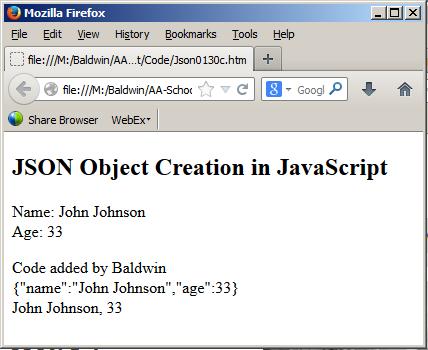 Mozilla Firefox
File Edit View History Bookmarks Tools Help
file:///M:/Baldwin/AA...t/Code/Json0130c.htm
file:///M:/Baldwin/AA-Schoo
8 Googl
Share Browser WebEx
JSON Object Creation in JavaScript
Name: John Johnson
Age: 33
Code added by Baldwin
{"name":"John Johnson","age":33}
John Johnson, 33